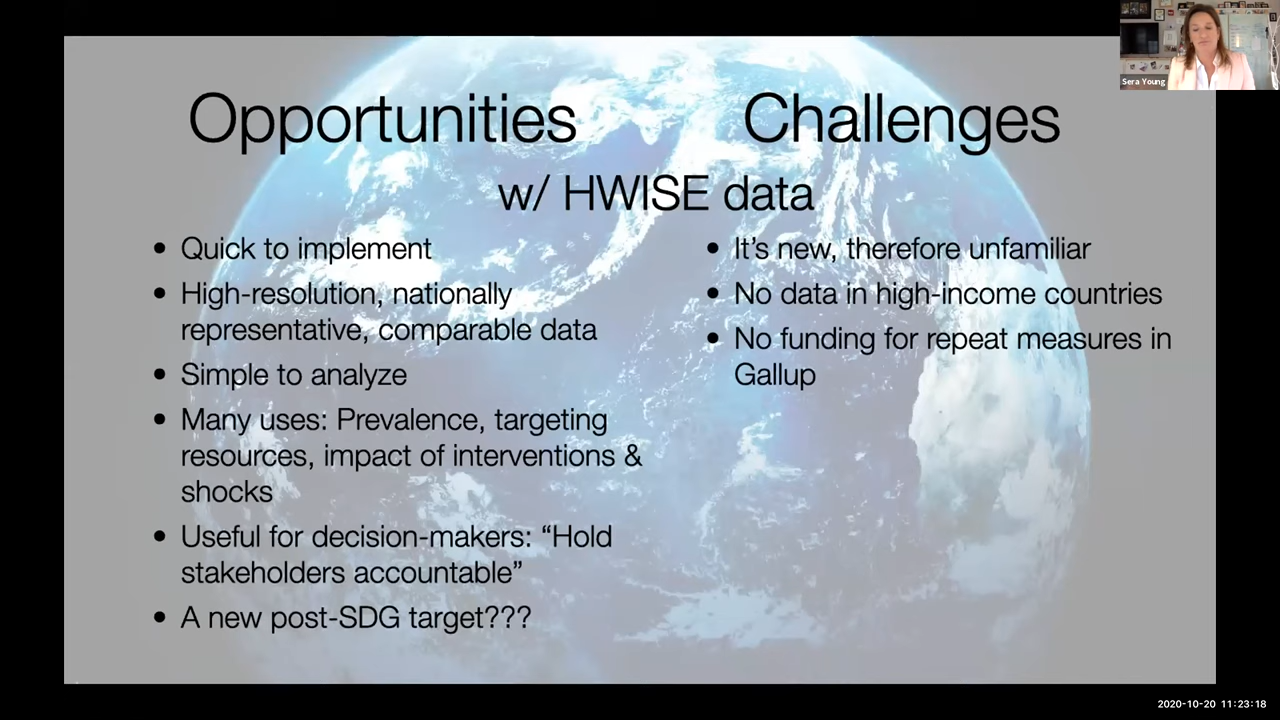 Sera Young
Opportunities
Challenges
w/ HWISE data
• Quick to implement
• High-resolution, nationally
representative, comparable data
• Simple to analyze
• Many uses: Prevalence, targeting
resources, impact of interventions &
shocks
• Useful for decision-makers: “Hold
stakeholders accountable”
• A new post-SDG target???
• It’s new, therefore unfamiliar
• No data in high-income countries
• No funding for repeat measures in
Gallup
2020-10-20 11:23:18